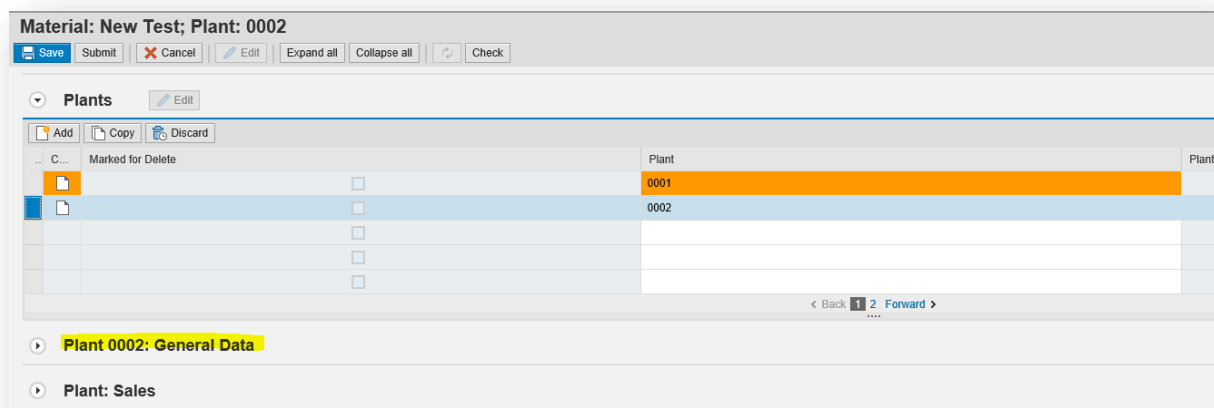 Material: New Test; Plant: 0002
Save Submit Cancel Edit Expand all Collapse all Check
Plants Edit
Add Copy Discard
.. C... Marked for Delete Plant Plant
0001
0002
Back 1 2 Forward
Plant 0002: General Data
Plant: Sales